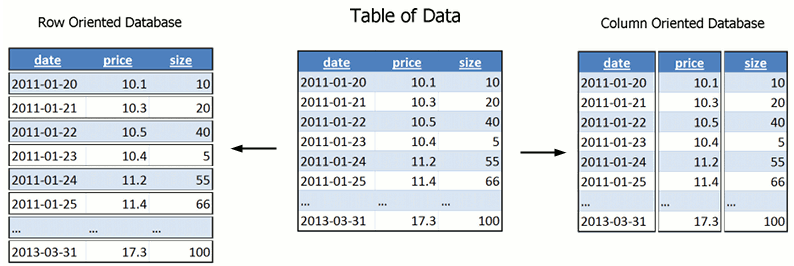 Row Oriented Database
date price size
2011-01-20 10.1 10
2011-01-21 10.3 20
2011-01-22 10.5 40
2011-01-23 10.4 5
2011-01-24 11.2 55
2011-01-25 11.4 66
... ... ...
2013-03-31 17.3 100
Table of Data
date price size
2011-01-20 10.1 10
2011-01-21 10.3 20
2011-01-22 10.5 40
2011-01-23 10.4 5
2011-01-24 11.2 55
2011-01-25 11.4 66
... ... ...
2013-03-31 17.3 100
Column Oriented Database
date price size
2011-01-20 10.1 10
2011-01-21 10.3 20
2011-01-22 10.5 40
2011-01-23 10.4 5
2011-01-24 11.2 55
2011-01-25 11.4 66
... ... ...
2013-03-31 17.3 100